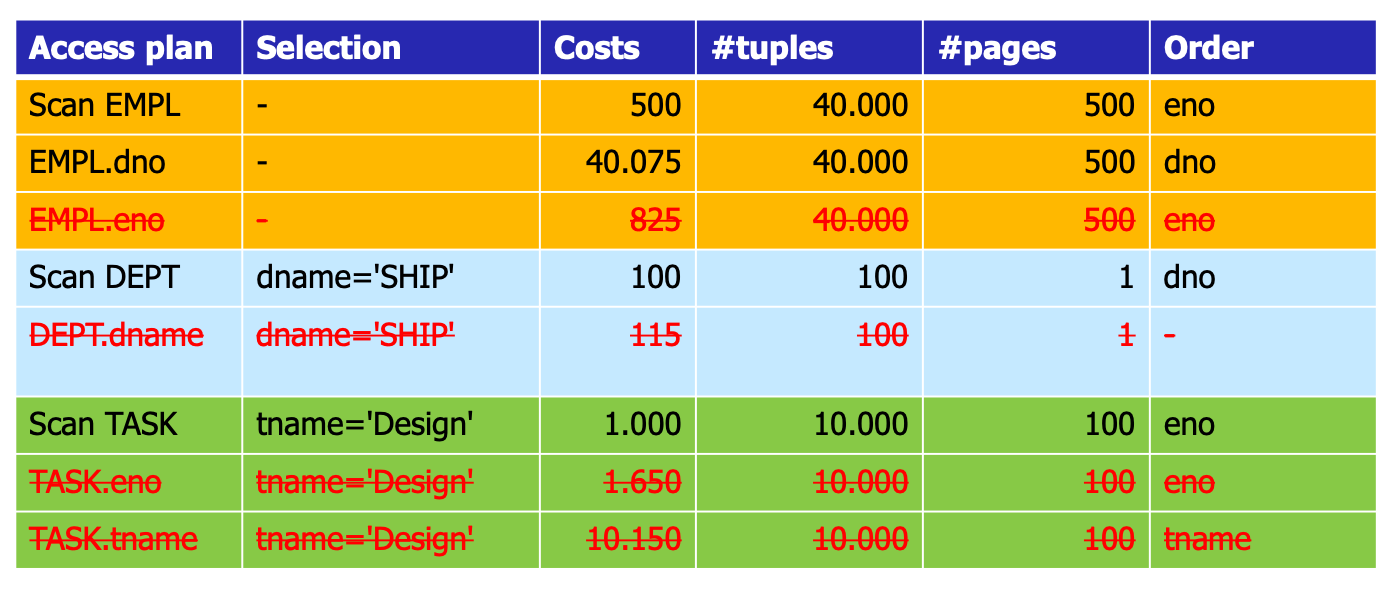 Access plan Selection Costs #tuples #pages Order
Scan EMPL - 500 40.000 500 eno
EMPL.dno - 40.075 40.000 500 dno
EMPL.eno - 825 40.000 500 eno
Scan DEPT dname='SHIP' 100 100 1 dno
DEPT.dname dname='SHIP' 115 100 1 -
Scan TASK tname='Design' 1.000 10.000 100 eno
TASK.eno tname='Design' 1.650 10.000 100 eno
TASK.tname tname='Design' 10.150 10.000 100 tname